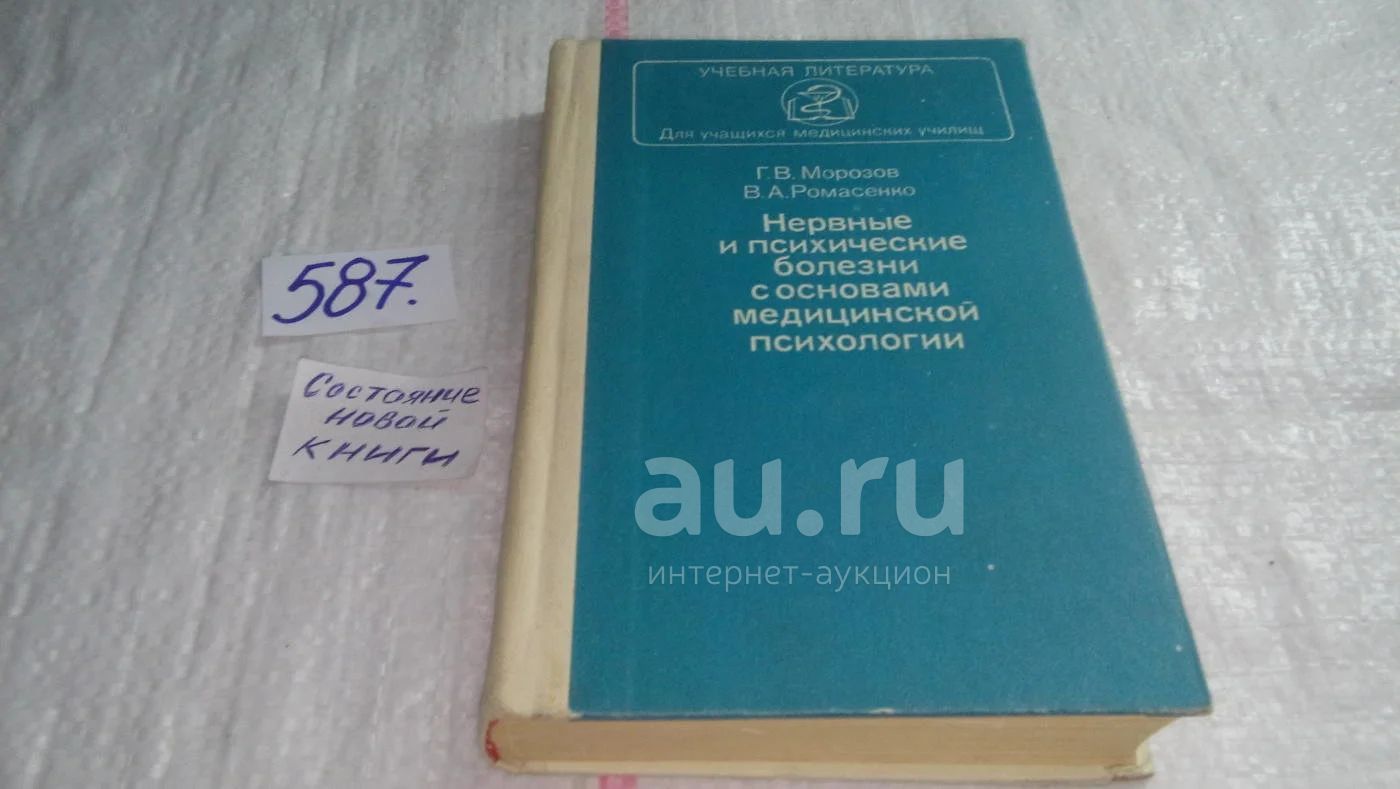 УЧЕБНАЯ ЛИТЕРАТУРА
Для учащихся медицинских училищ
Г.В.Морозов
В.А.Ромасенко
Нервные
и психические
болезни
с основами
медицинской
психологии
587.
Состояние
новой
книги
au.ru
интернет-аукцион